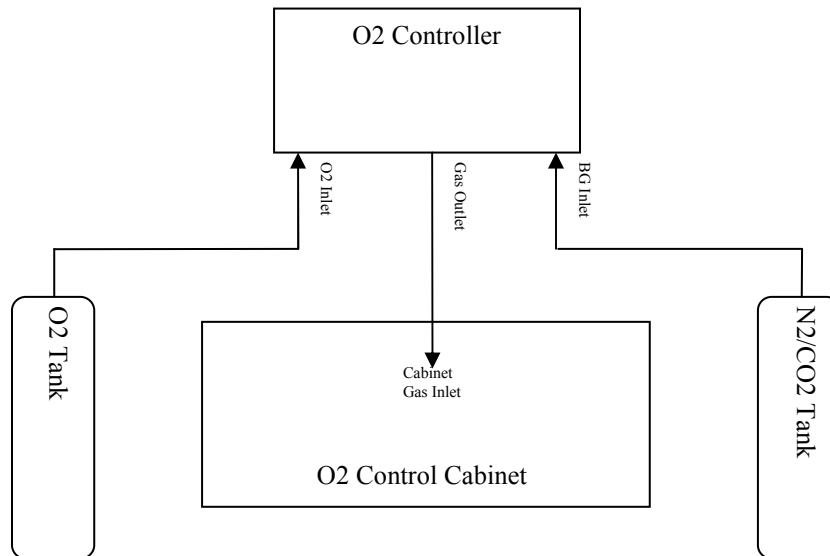 O2 Controller
O2 Inlet
Gas Outlet
BG Inlet
O2 Tank
Cabinet
Gas Inlet
O2 Control Cabinet
N2/CO2 Tank